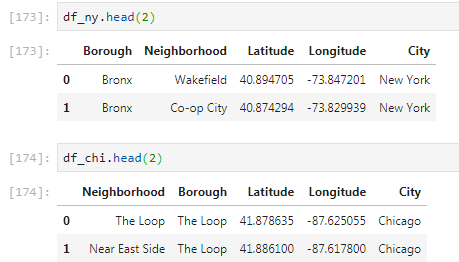 [173]: df_ny.head(2)
[173]: Borough Neighborhood Latitude Longitude City
0 Bronx Wakefield 40.894705 -73.847201 New York
1 Bronx Co-op City 40.874294 -73.829939 New York
[174]: df_chi.head(2)
[174]: Neighborhood Borough Latitude Longitude City
0 The Loop The Loop 41.878635 -87.625055 Chicago
1 Near East Side The Loop 41.886100 -87.617800 Chicago